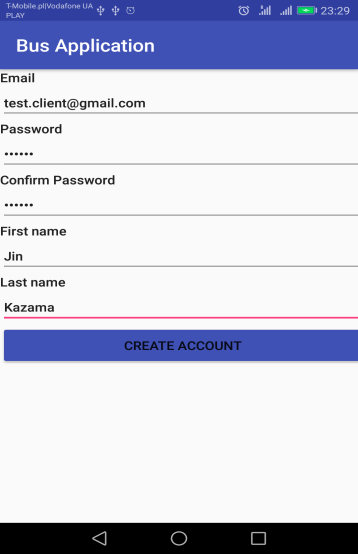 T-Mobile.pl|Vodafone UA
PLAY
23:29
Bus Application
Email
test.client@gmail.com
Password
••••••
Confirm Password
••••••
First name
Jin
Last name
Kazama
CREATE ACCOUNT